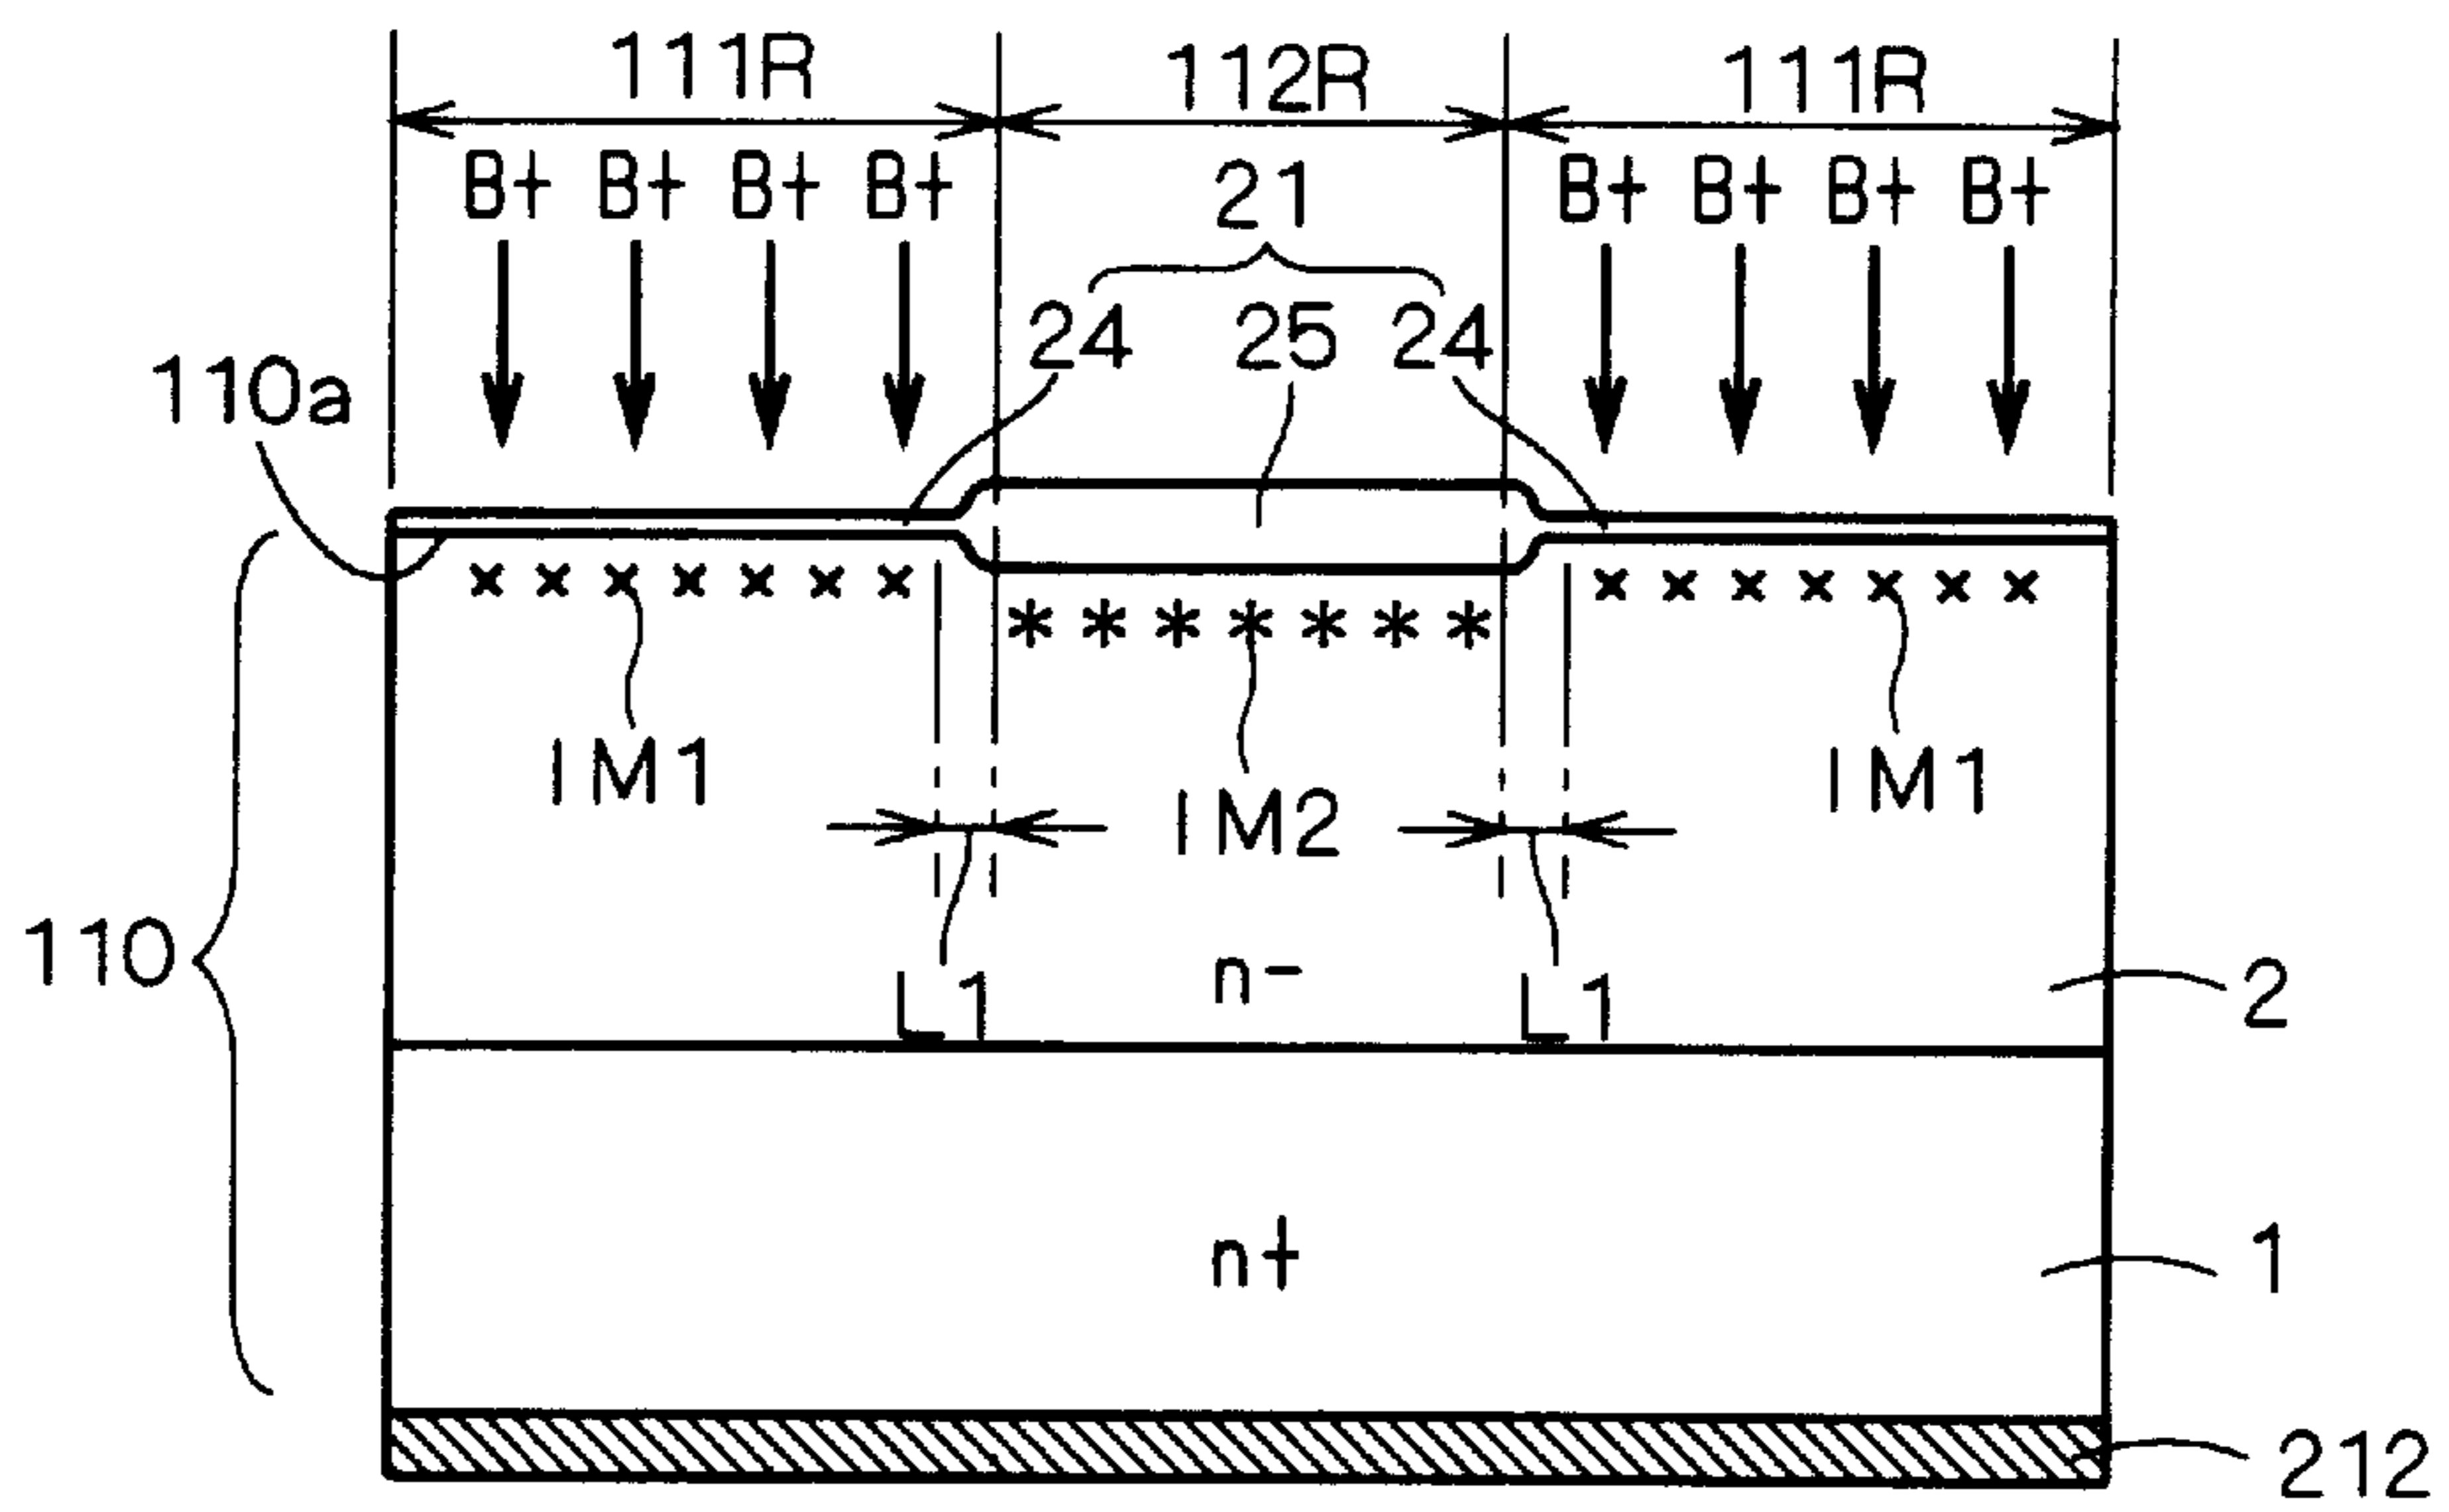 111R 112R 111R
B+ B+ B+ B+ B+ B+ B+ B+
21
24 25 24
110a
IM1 IM2 IM1
110
L1 n- L1
2
n+
1
212